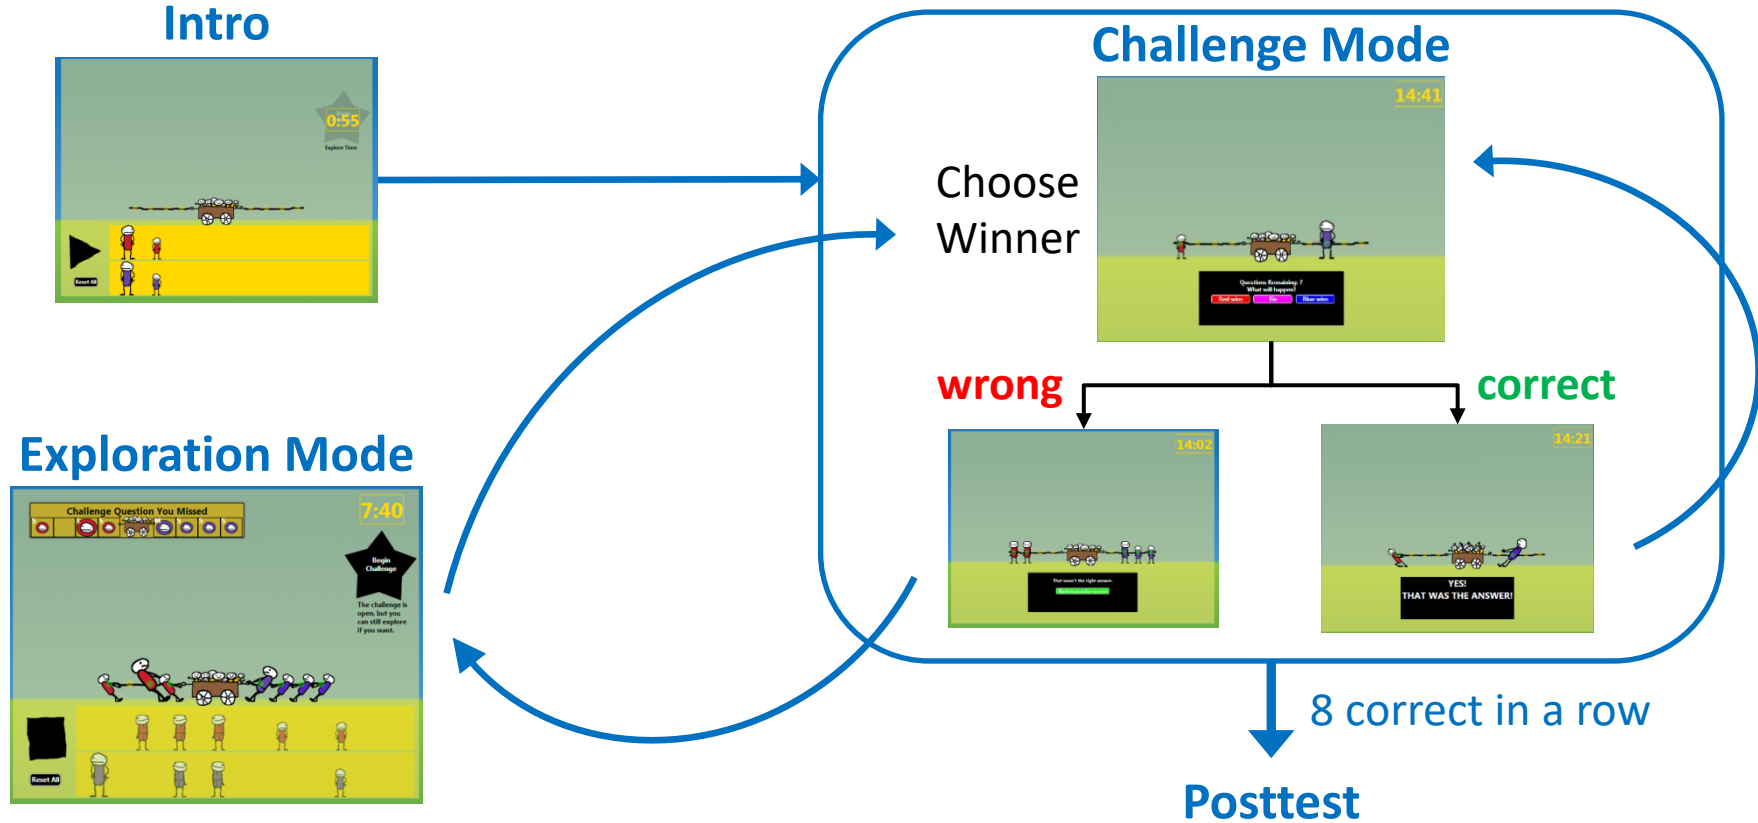 Intro
0:55
Explore Time
Reset All
Challenge Mode
14:41
Choose
Winner
Questions Remaining: 7
What will happen?
Red wins
Tie
Blue wins
wrong
correct
14:02
That wasn't the right answer.
14:21
YES!
THAT WAS THE ANSWER!
Exploration Mode
Challenge Question You Missed
7:40
Begin
Challenge
The challenge is
open, but you
can still explore
if you want.
Reset All
8 correct in a row
Posttest